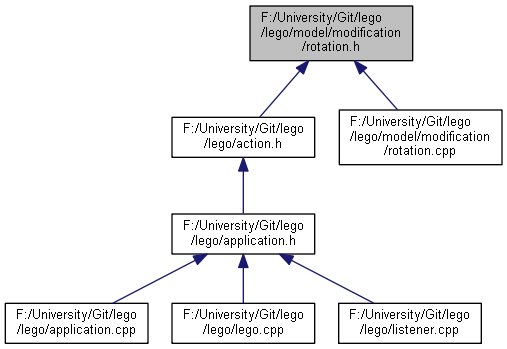 F:/University/Git/lego
/lego/model/modification
/rotation.h
F:/University/Git/lego
/lego/action.h
F:/University/Git/lego
/lego/model/modification
/rotation.cpp
F:/University/Git/lego
/lego/application.h
F:/University/Git/lego
/lego/application.cpp
F:/University/Git/lego
/lego/lego.cpp
F:/University/Git/lego
/lego/listener.cpp